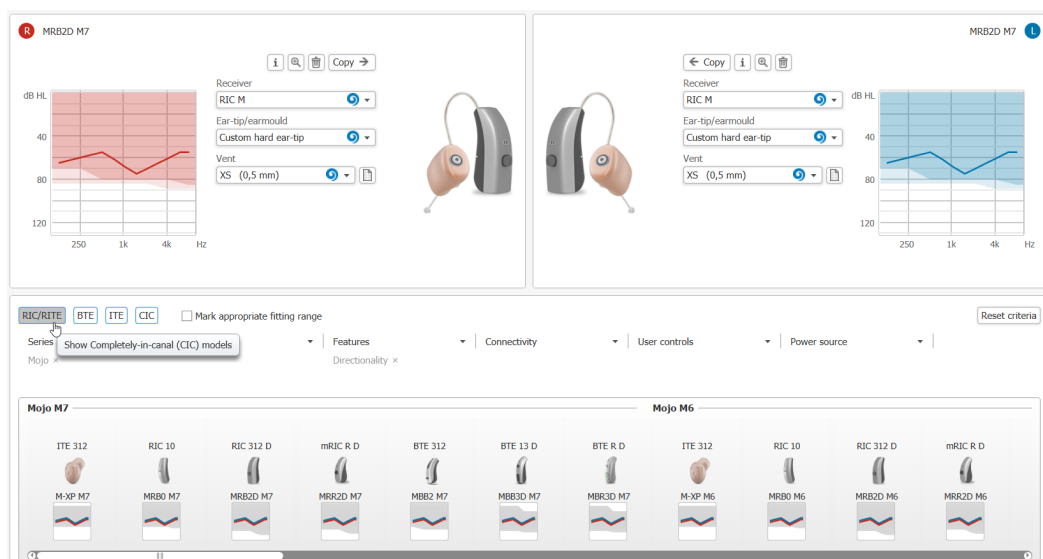 R MRB2D M7
MRB2D M7 L
i Copy →
Receiver
RIC M
Ear-tip/earmould
Custom hard ear-tip
Vent
XS (0,5 mm)
dB HL
40
80
120
250 1k 4k Hz
← Copy i
Receiver
RIC M
Ear-tip/earmould
Custom hard ear-tip
Vent
XS (0,5 mm)
dB HL
40
80
120
250 1k 4k Hz
RIC/RITE BTE ITE CIC Mark appropriate fitting range Reset criteria
Series Features Connectivity User controls Power source
Show Completely-in-canal (CIC) models
Mojo × Directionality ×
Mojo M7 Mojo M6
ITE 312 RIC 10 RIC 312 D mRIC R D BTE 312 BTE 13 D BTE R D ITE 312 RIC 10 RIC 312 D mRIC R D
M-XP M7 MRB0 M7 MRB2D M7 MRR2D M7 MBB2 M7 MBB3D M7 MBR3D M7 M-XP M6 MRB0 M6 MRB2D M6 MRR2D M6